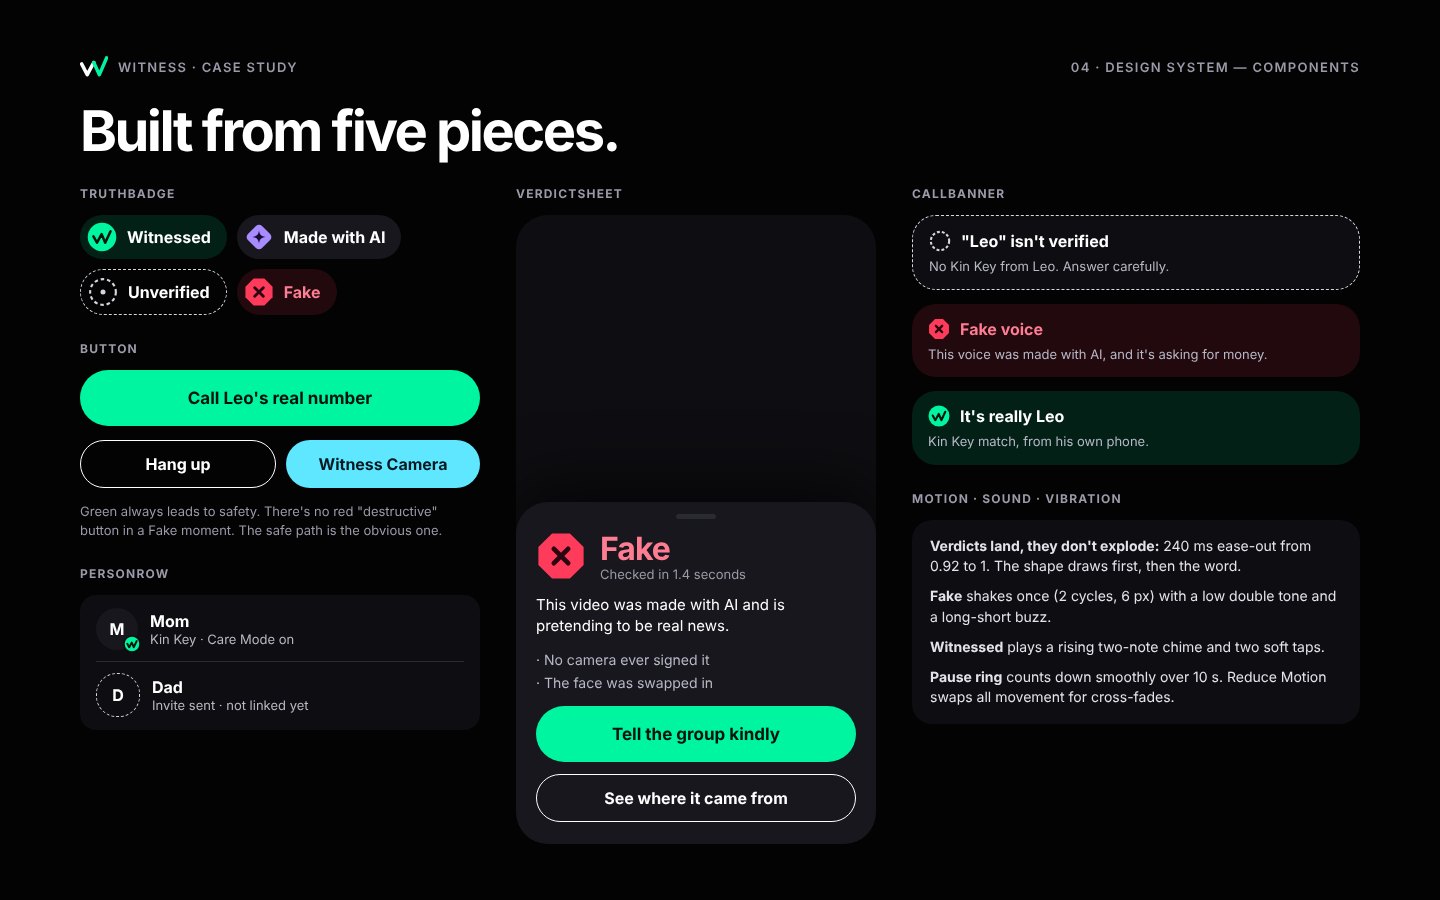 WITNESS · CASE STUDY
04 · DESIGN SYSTEM — COMPONENTS
Built from five pieces.
TRUTHBADGE
Witnessed
Made with AI
Unverified
Fake
BUTTON
Call Leo's real number
Hang up
Witness Camera
Green always leads to safety. There's no red "destructive"
button in a Fake moment. The safe path is the obvious one.
PERSONROW
M
Mom
Kin Key · Care Mode on
D
Dad
Invite sent · not linked yet
VERDICTSHEET
Fake
Checked in 1.4 seconds
This video was made with AI and is
pretending to be real news.
· No camera ever signed it
· The face was swapped in
Tell the group kindly
See where it came from
CALLBANNER
"Leo" isn't verified
No Kin Key from Leo. Answer carefully.
Fake voice
This voice was made with AI, and it's asking for money.
It's really Leo
Kin Key match, from his own phone.
MOTION · SOUND · VIBRATION
Verdicts land, they don't explode: 240 ms ease-out from
0.92 to 1. The shape draws first, then the word.
Fake shakes once (2 cycles, 6 px) with a low double tone and
a long-short buzz.
Witnessed plays a rising two-note chime and two soft taps.
Pause ring counts down smoothly over 10 s. Reduce Motion
swaps all movement for cross-fades.